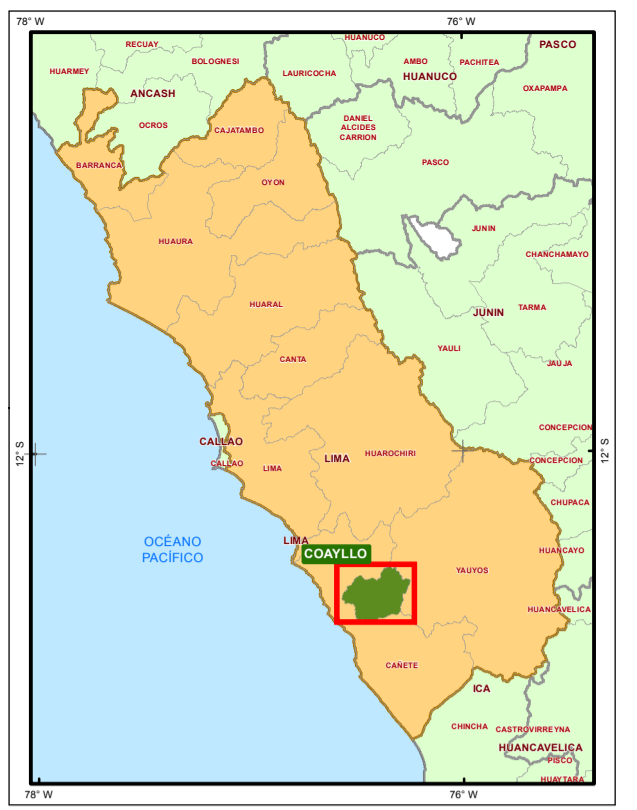 78° W
76° W
HUANUCO
RECUAY
PASCO
BOLOGNESI
AMBO
PACHITEA
HUARMEY
LAURICOCHA
HUANUCO
OXAPAMPA
ANCASH
DANIEL
ALCIDES
CARRION
OCROS
CAJATAMBO
PASCO
BARRANCA
OYON
JUNIN
HUAURA
CHANCHAMAYO
HUARAL
TARMA
JUNIN
YAULI
CANTA
JAUJA
CONCEPCION
CALLAO
12° S
12° S
LIMA
HUAROCHIRI
CALLAO
LIMA
CONCEPCION
CHUPACA
OCÉANO
PACÍFICO
LIMA
COAYLLO
HUANCAYO
YAUYOS
HUANCAVELICA
CAÑETE
ICA
CHINCHA
CASTROVIRREYNA
HUANCAVELICA
PISCO
HUAYTARA
78° W
76° W